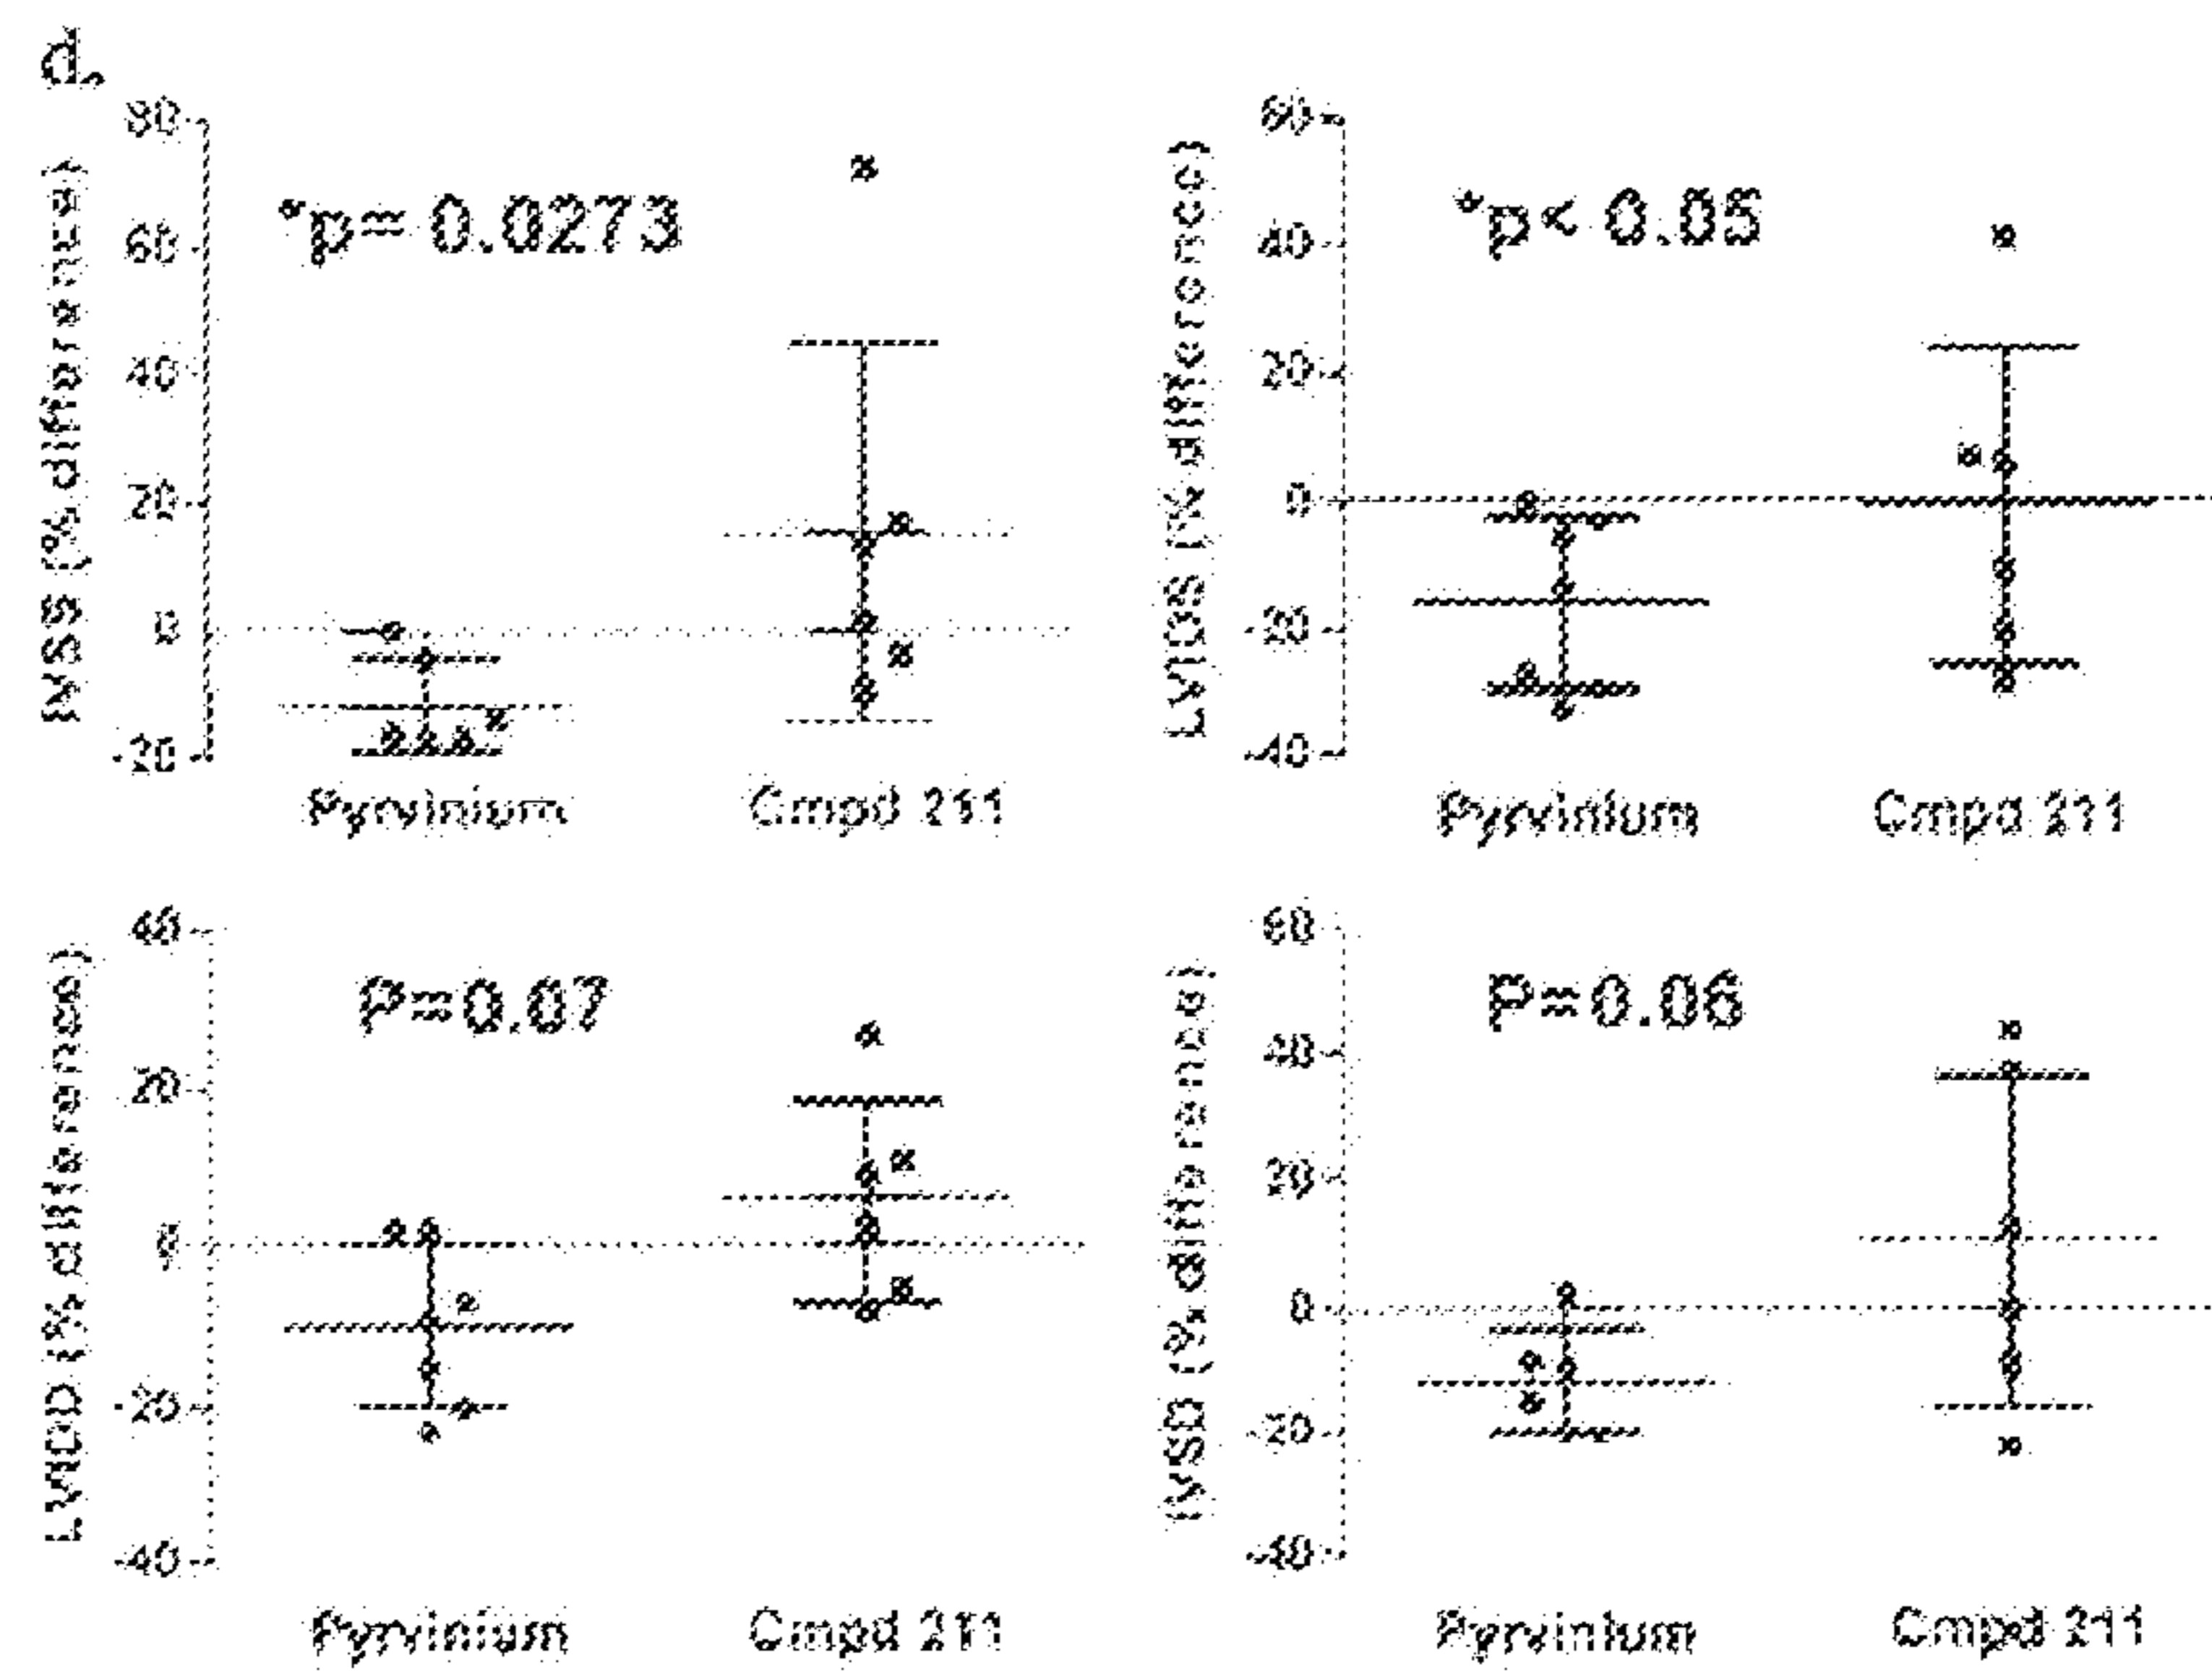 d.
80
60
40
20
0
-20
IVSS (% difference)
*p= 0.0273
Pyrvinium
Cmpd 211
60
40
20
0
-20
-40
LVIDS (% difference)
*p< 0.05
Pyrvinium
Cmpd 211
40
20
0
-20
-40
LVIDD (% difference)
P=0.07
Pyrvinium
Cmpd 211
60
40
20
0
-20
-40
IVSD (% difference)
P=0.06
Pyrvinium
Cmpd 211